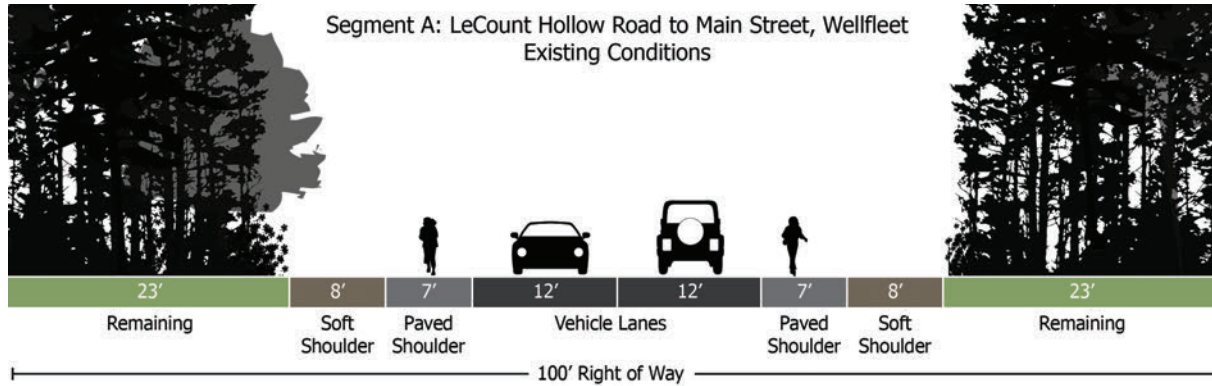 Segment A: LeCount Hollow Road to Main Street, Wellfleet
Existing Conditions
23’ 8’ 7’ 12’ 12’ 7’ 8’ 23’
Remaining Soft Paved Vehicle Lanes Paved Soft Remaining
Shoulder Shoulder Shoulder Shoulder
100’ Right of Way